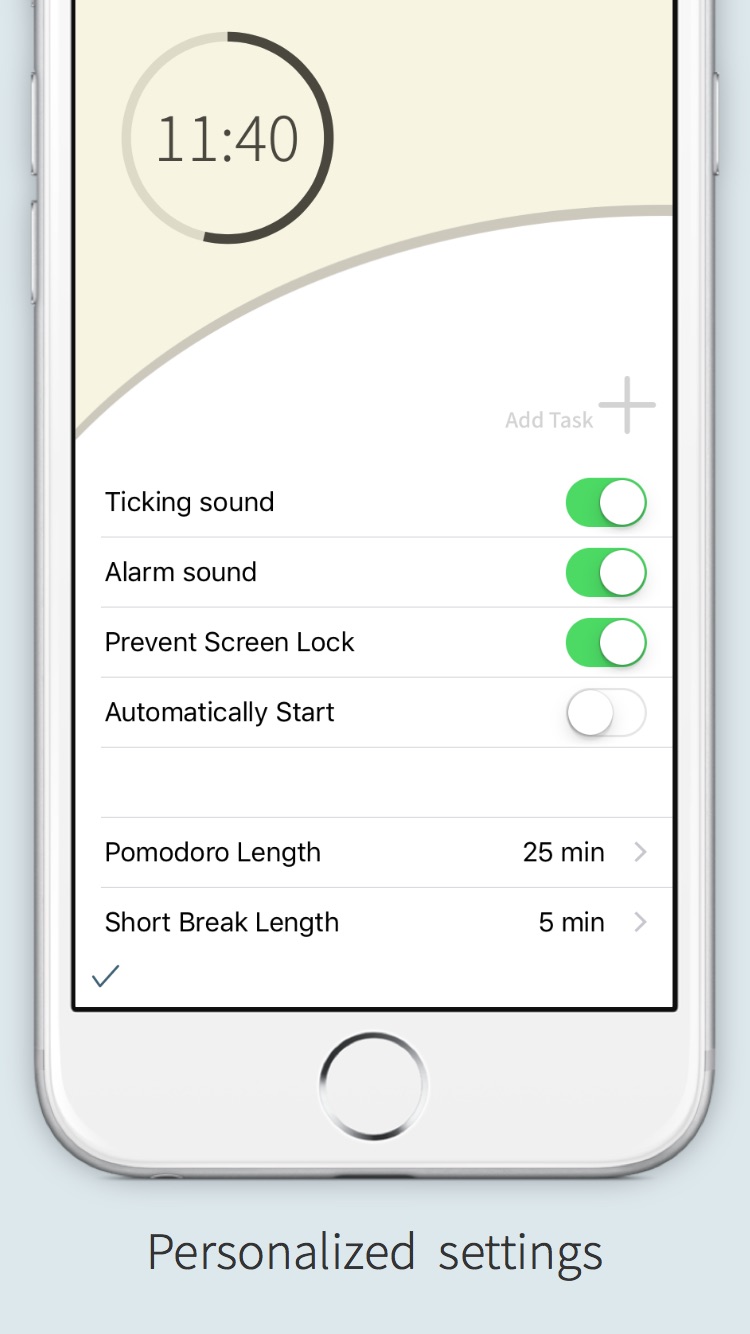 11:40
Add Task
Ticking sound
Alarm sound
Prevent Screen Lock
Automatically Start
Pomodoro Length 25 min
Short Break Length 5 min
Personalized settings